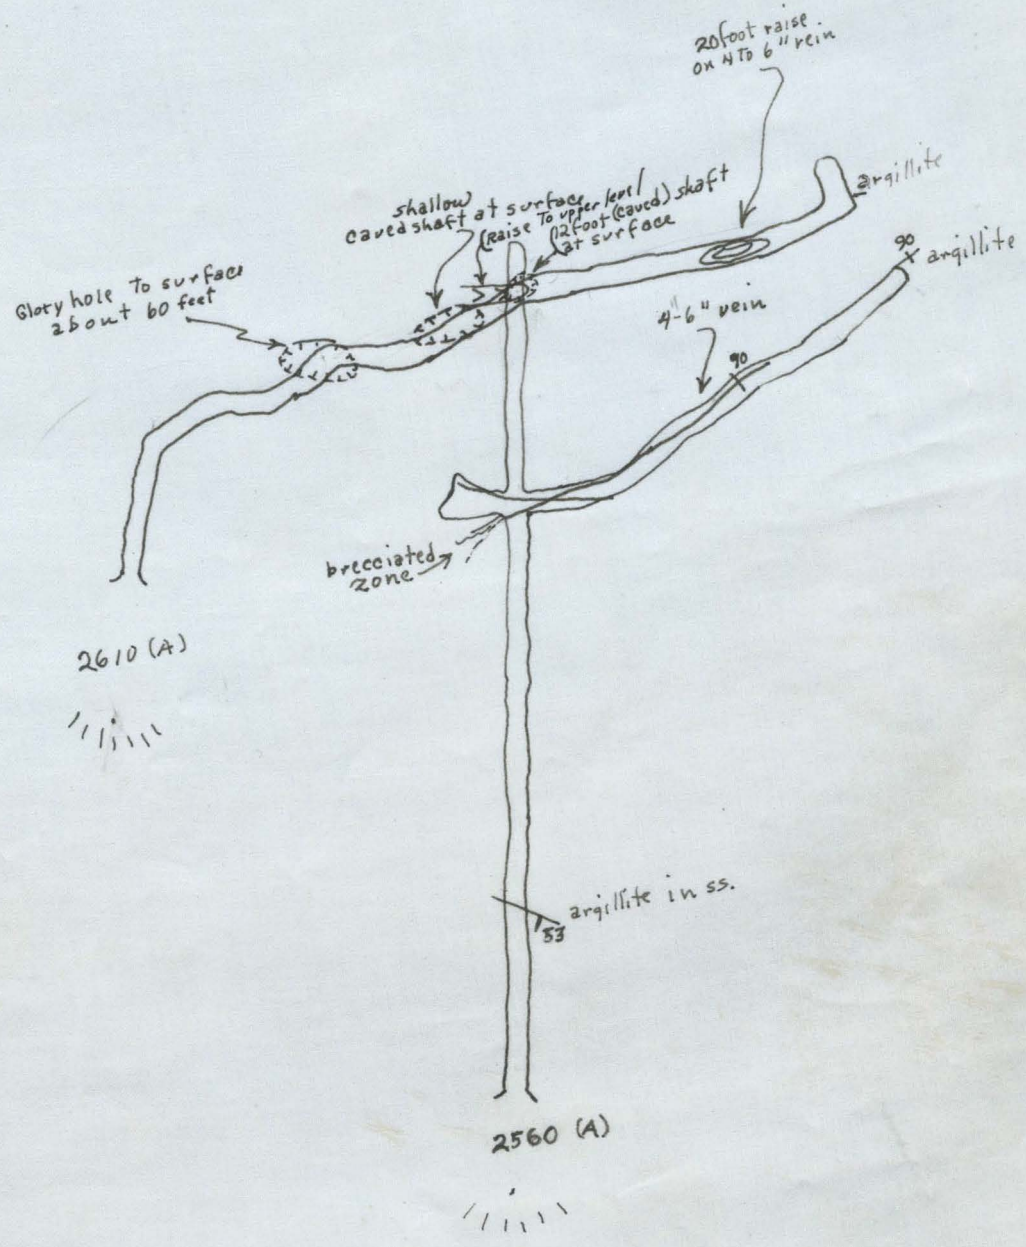 20 foot raise
on 4 To 6" vein
argillite
shallow
caved shaft at surface
Raise To upper level
12 foot (caved) shaft
at surface
90
argillite
Glory hole To surface
about 60 feet
4-6" vein
90
brecciated
zone
2610 (A)
argillite in ss.
53
2560 (A)